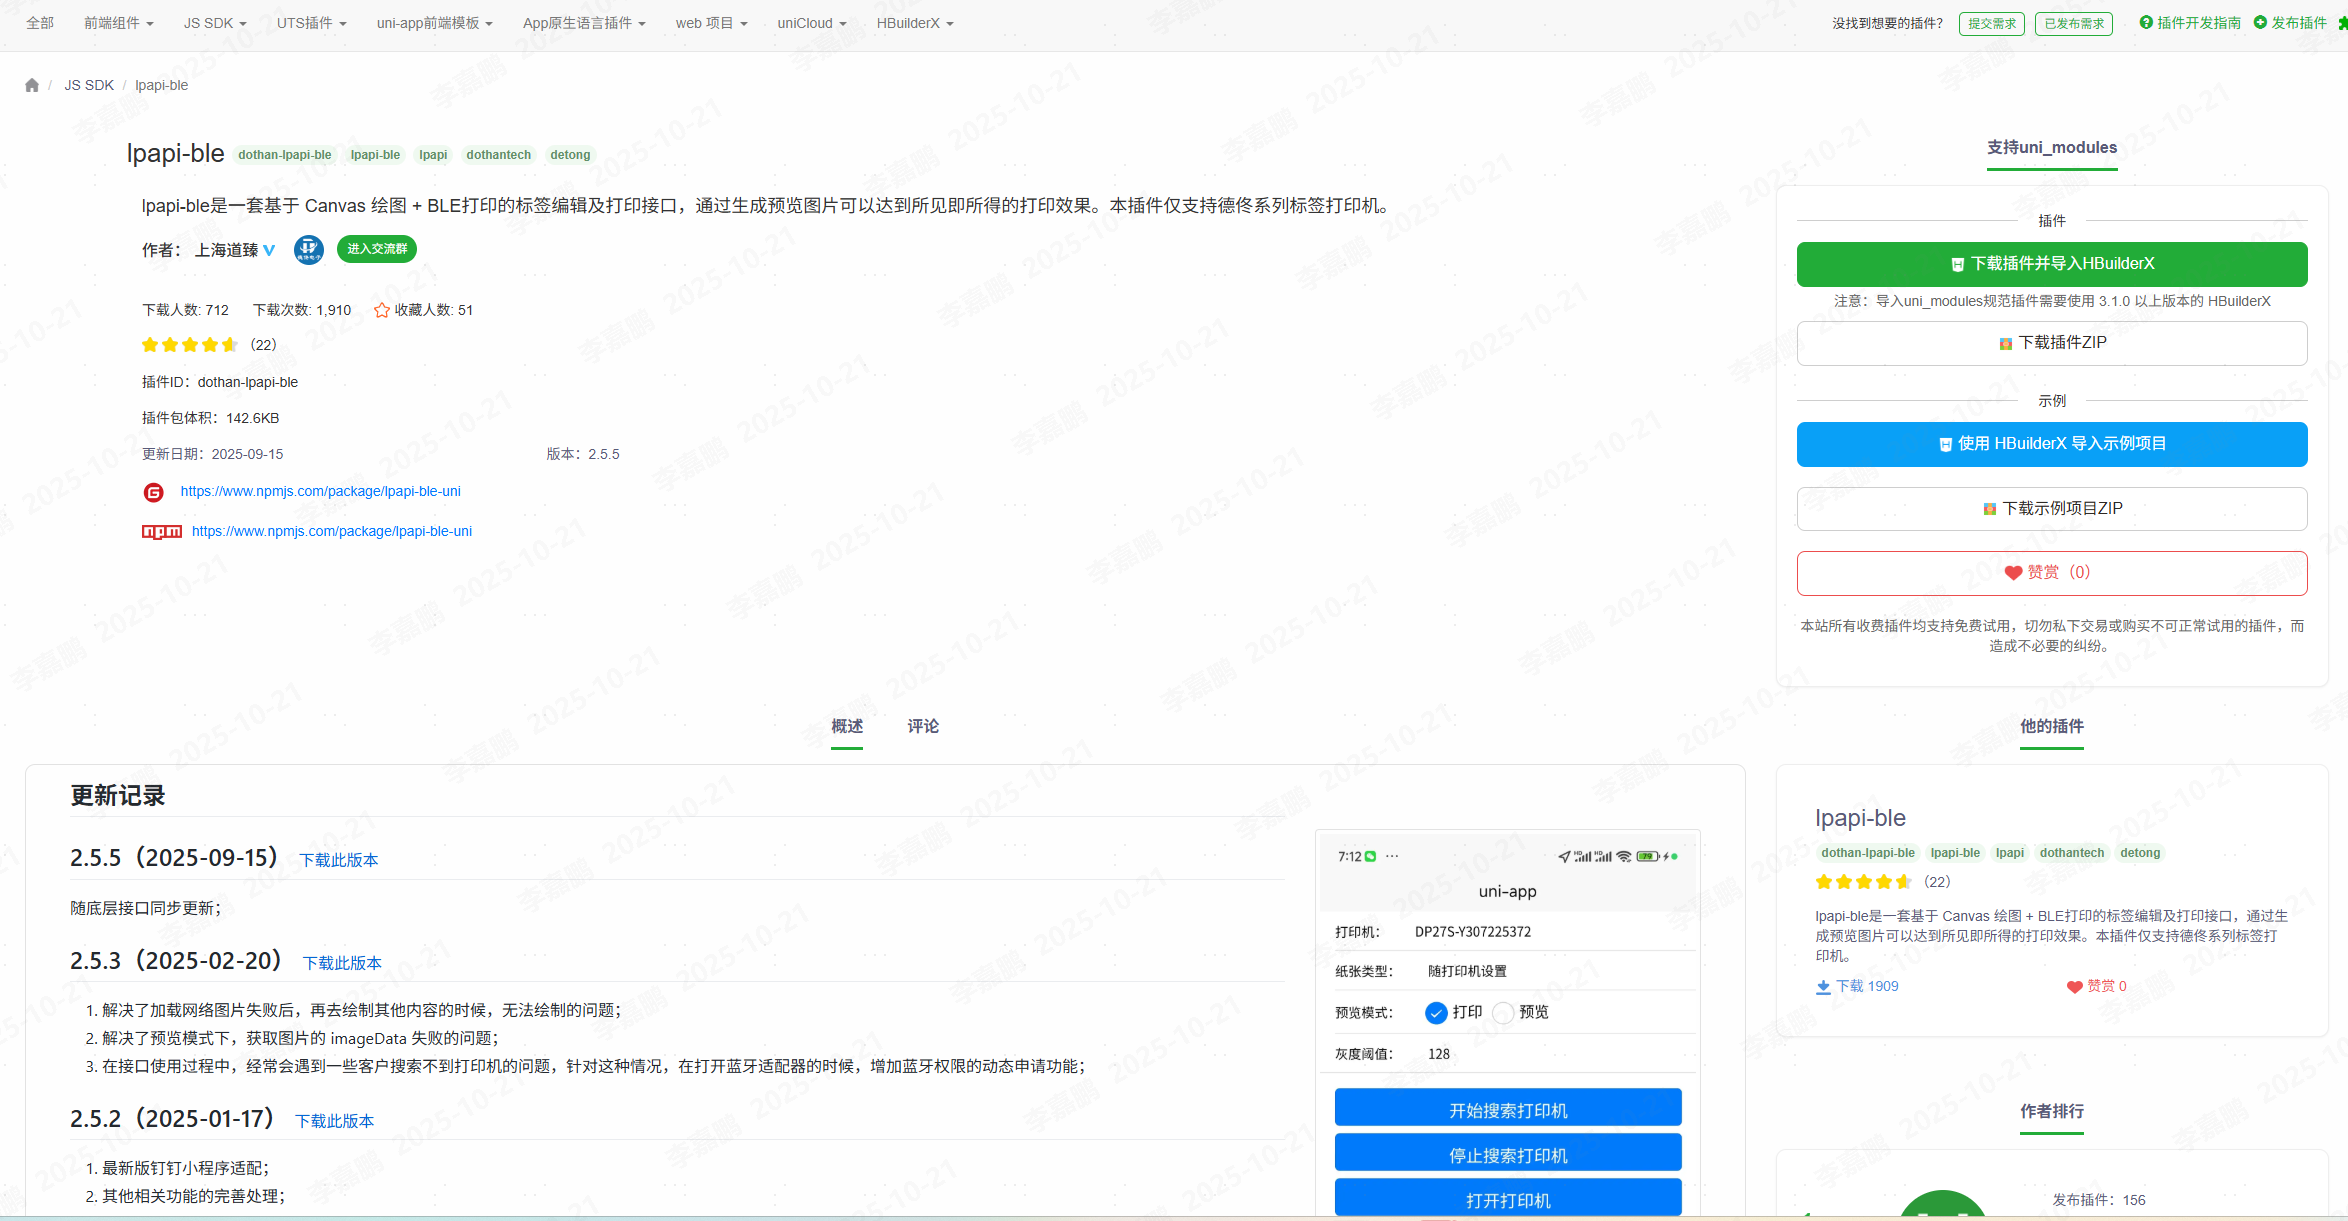 全部 前端组件 JS SDK UTS插件 uni-app前端模板 App原生语言插件 web 项目 uniCloud HBuilderX 没找到想要的插件？ 提交需求 已发布需求 插件开发指南 发布插件
/ JS SDK / lpapi-ble
lpapi-ble dothan-lpapi-ble lpapi-ble lpapi dothantech detong
lpapi-ble是一套基于 Canvas 绘图 + BLE打印的标签编辑及打印接口，通过生成预览图片可以达到所见即所得的打印效果。本插件仅支持德佟系列标签打印机。
作者： 上海道臻 进入交流群
下载人数: 712 下载次数: 1,910 收藏人数: 51
（22）
插件ID：dothan-lpapi-ble
插件包体积：142.6KB
更新日期：2025-09-15 版本：2.5.5
https://www.npmjs.com/package/lpapi-ble-uni
npm https://www.npmjs.com/package/lpapi-ble-uni
支持uni_modules
插件
下载插件并导入HBuilderX
注意：导入uni_modules规范插件需要使用 3.1.0 以上版本的 HBuilderX
下载插件ZIP
示例
使用 HBuilderX 导入示例项目
下载示例项目ZIP
赞赏（0）
本站所有收费插件均支持免费试用，切勿私下交易或购买不可正常试用的插件，而
造成不必要的纠纷。
概述 评论
更新记录
2.5.5（2025-09-15） 下载此版本
随底层接口同步更新；
2.5.3（2025-02-20） 下载此版本
1. 解决了加载网络图片失败后，再去绘制其他内容的时候，无法绘制的问题；
2. 解决了预览模式下，获取图片的 imageData 失败的问题；
3. 在接口使用过程中，经常会遇到一些客户搜索不到打印机的问题，针对这种情况，在打开蓝牙适配器的时候，增加蓝牙权限的动态申请功能；
2.5.2（2025-01-17） 下载此版本
1. 最新版钉钉小程序适配；
2. 其他相关功能的完善处理；
7:12 ··· 79
uni-app
打印机： DP27S-Y307225372
纸张类型： 随打印机设置
预览模式： 打印 预览
灰度阈值： 128
开始搜索打印机
停止搜索打印机
打开打印机
他的插件
lpapi-ble
dothan-lpapi-ble lpapi-ble lpapi dothantech detong
（22）
lpapi-ble是一套基于 Canvas 绘图 + BLE打印的标签编辑及打印接口，通过生
成预览图片可以达到所见即所得的打印效果。本插件仅支持德佟系列标签打
印机。
下载 1909 赞赏 0
作者排行
发布插件：156
李嘉鹏 2025-10-21